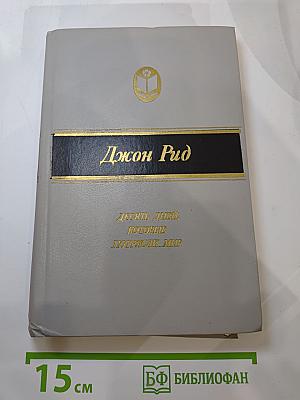 Джон Рид
ДЕСЯТЬ ДНЕЙ,
КОТОРЫЕ
ПОТРЯСЛИ МИР
15 см
БФ БИБЛИОФАН